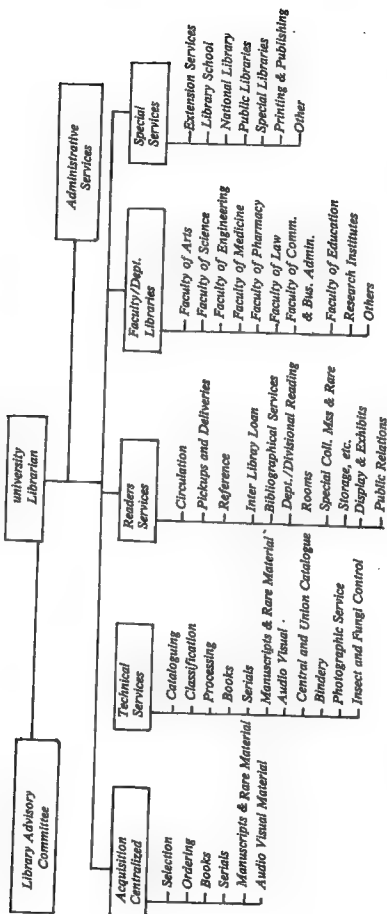 Library Advisory
Committee
university
Librarian
Administrative
Services
Acquisition
Centralized
Selection
Ordering
Books
Serials
Manuscripts & Rare Material
Audio Visual Material
Technical
Services
Cataloguing
Classification
Processing
Books
Serials
Manuscripts & Rare Material
Audio Visual
Central and Union Catalogue
Bindery
Photographic Service
Insect and Fungi Control
Readers
Services
Circulation
Pickups and Deliveries
Reference
Inter Library Loan
Bibliographical Services
Dept./Divisional Reading
Rooms
Special Coll. Mss & Rare
Storage, etc.
Display & Exhibits
Public Relations
Faculty/Dept.
Libraries
Faculty of Arts
Faculty of Science
Faculty of Engineering
Faculty of Medicine
Faculty of Pharmacy
Faculty of Law
Faculty of Comm.
& Bus. Admin.
Faculty of Education
Research Institutes
Others
Special
Services
Extension Services
Library School
National Library
Public Libraries
Special Libraries
Printing & Publishing
Other